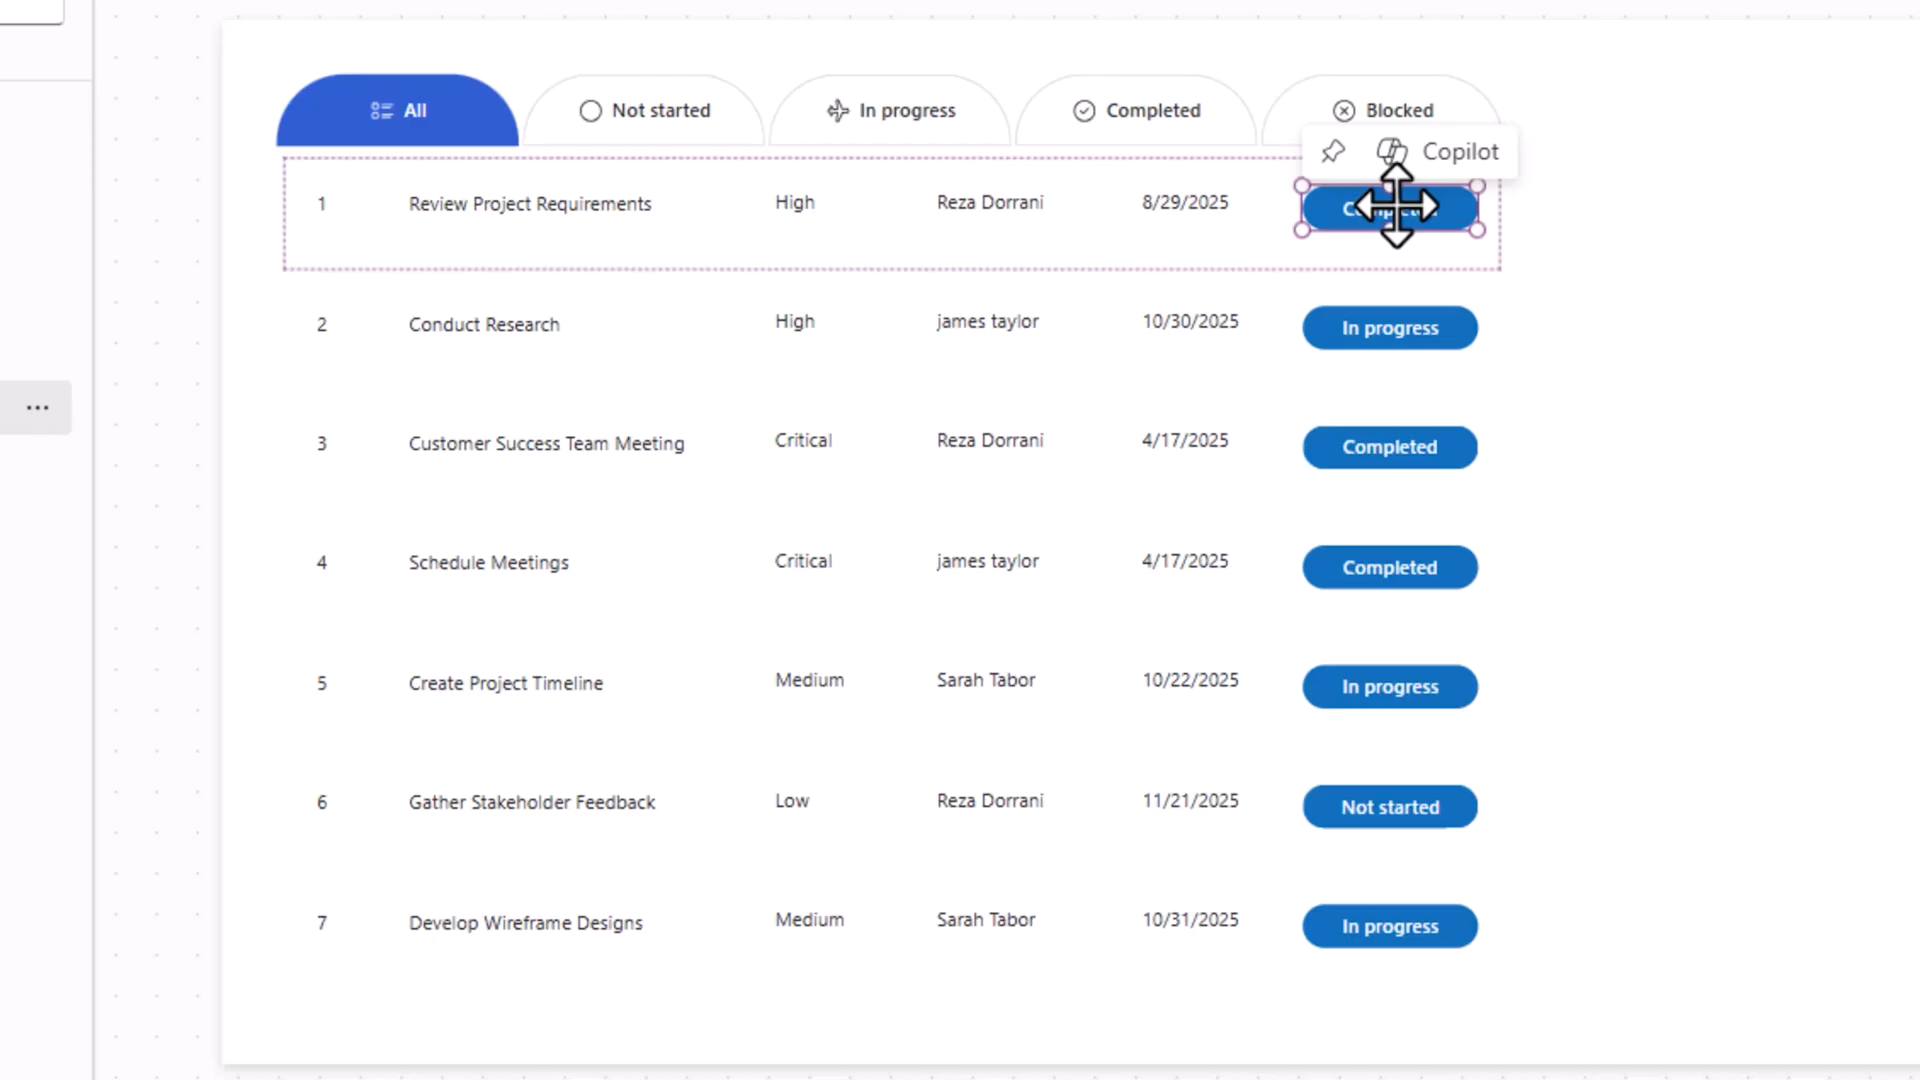 All Not started In progress Completed Blocked
Copilot
1 Review Project Requirements High Reza Dorrani 8/29/2025
2 Conduct Research High james taylor 10/30/2025 In progress
3 Customer Success Team Meeting Critical Reza Dorrani 4/17/2025 Completed
4 Schedule Meetings Critical james taylor 4/17/2025 Completed
5 Create Project Timeline Medium Sarah Tabor 10/22/2025 In progress
6 Gather Stakeholder Feedback Low Reza Dorrani 11/21/2025 Not started
7 Develop Wireframe Designs Medium Sarah Tabor 10/31/2025 In progress